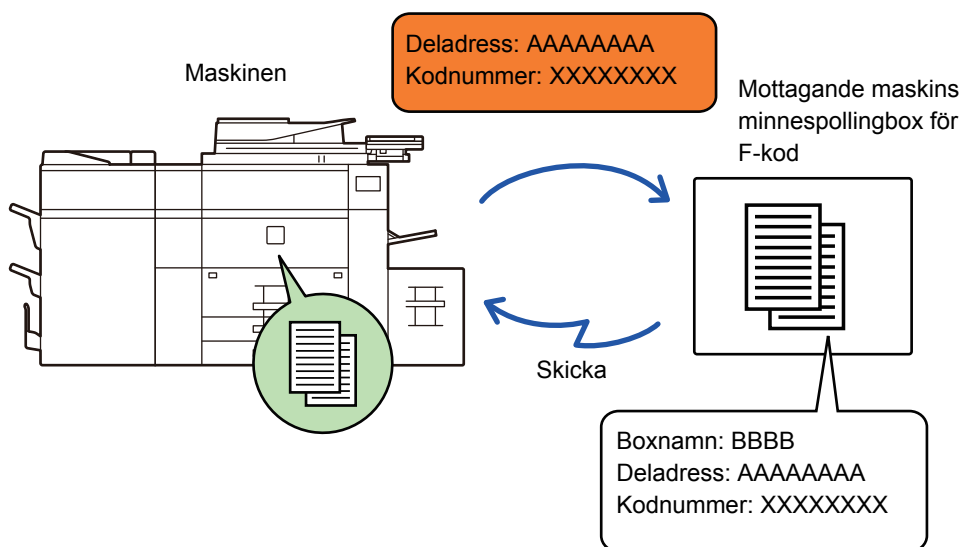 Deladress: AAAAAAAA
Kodnummer: XXXXXXXX
Maskinen
Mottagande maskins
minnespollingbox för
F-kod
Skicka
Boxnamn: BBBB
Deladress: AAAAAAAA
Kodnummer: XXXXXXXX